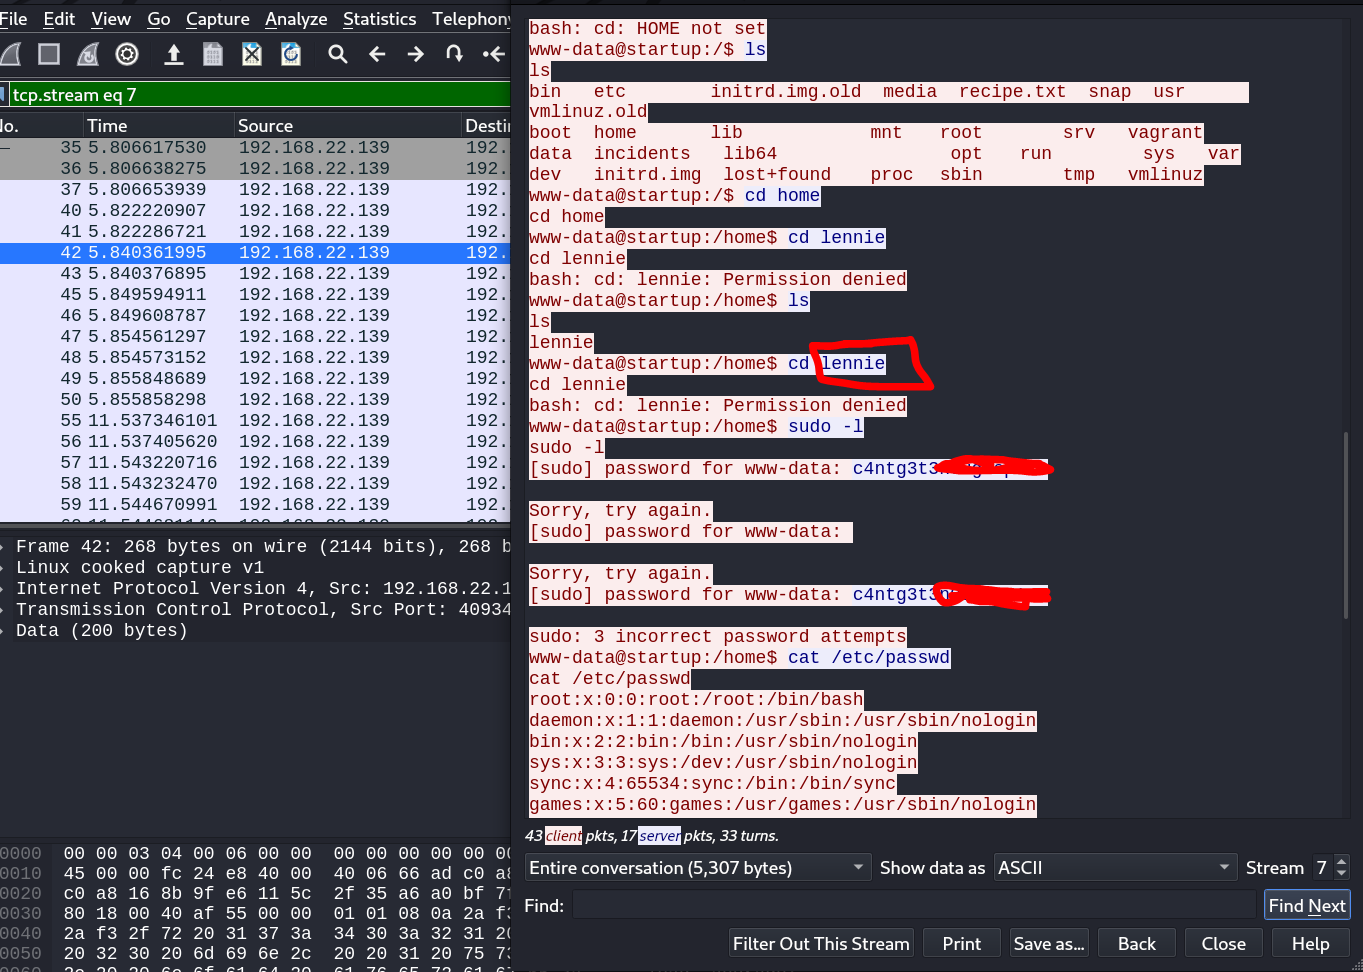 File Edit View Go Capture Analyze Statistics Telephony
tcp.stream eq 7
No. Time Source Destin
35 5.806617530 192.168.22.139 192.
36 5.806638275 192.168.22.139 192.
37 5.806653939 192.168.22.139 192.
40 5.822220907 192.168.22.139 192.
41 5.822286721 192.168.22.139 192.
42 5.840361995 192.168.22.139 192.
43 5.840376895 192.168.22.139 192.
45 5.849594911 192.168.22.139 192.
46 5.849608787 192.168.22.139 192.
47 5.854561297 192.168.22.139 192.
48 5.854573152 192.168.22.139 192.
49 5.855848689 192.168.22.139 192.
50 5.855858298 192.168.22.139 192.
55 11.537346101 192.168.22.139 192.
56 11.537405620 192.168.22.139 192.
57 11.543220716 192.168.22.139 192.
58 11.543232470 192.168.22.139 192.
59 11.544670991 192.168.22.139 192.
Frame 42: 268 bytes on wire (2144 bits), 268 b
Linux cooked capture v1
Internet Protocol Version 4, Src: 192.168.22.1
Transmission Control Protocol, Src Port: 40934
Data (200 bytes)
0000 00 00 03 04 00 06 00 00 00 00 00 00 00 00
0010 45 00 00 fc 24 e8 40 00 40 06 66 ad c0 a8
0020 c0 a8 16 8b 9f e6 11 5c 2f 35 a6 a0 bf 7f
0030 80 18 00 40 af 55 00 00 01 01 08 0a 2a f3
0040 2a f3 2f 72 20 31 37 3a 34 30 3a 32 31 20
0050 20 32 30 20 6d 69 6e 2c 20 20 31 20 75 73
bash: cd: HOME not set
www-data@startup:/$ ls
ls
bin etc initrd.img.old media recipe.txt snap usr
vmlinuz.old
boot home lib mnt root srv vagrant
data incidents lib64 opt run sys var
dev initrd.img lost+found proc sbin tmp vmlinuz
www-data@startup:/$ cd home
cd home
www-data@startup:/home$ cd lennie
cd lennie
bash: cd: lennie: Permission denied
www-data@startup:/home$ ls
ls
lennie
www-data@startup:/home$ cd lennie
cd lennie
bash: cd: lennie: Permission denied
www-data@startup:/home$ sudo -l
sudo -l
[sudo] password for www-data: c4ntg3t3
Sorry, try again.
[sudo] password for www-data:
Sorry, try again.
[sudo] password for www-data: c4ntg3t3
sudo: 3 incorrect password attempts
www-data@startup:/home$ cat /etc/passwd
cat /etc/passwd
root:x:0:0:root:/root:/bin/bash
daemon:x:1:1:daemon:/usr/sbin:/usr/sbin/nologin
bin:x:2:2:bin:/bin:/usr/sbin/nologin
sys:x:3:3:sys:/dev:/usr/sbin/nologin
sync:x:4:65534:sync:/bin:/bin/sync
games:x:5:60:games:/usr/games:/usr/sbin/nologin
43 client pkts, 17 server pkts, 33 turns.
Entire conversation (5,307 bytes) Show data as ASCII Stream 7
Find: Find Next
Filter Out This Stream Print Save as... Back Close Help